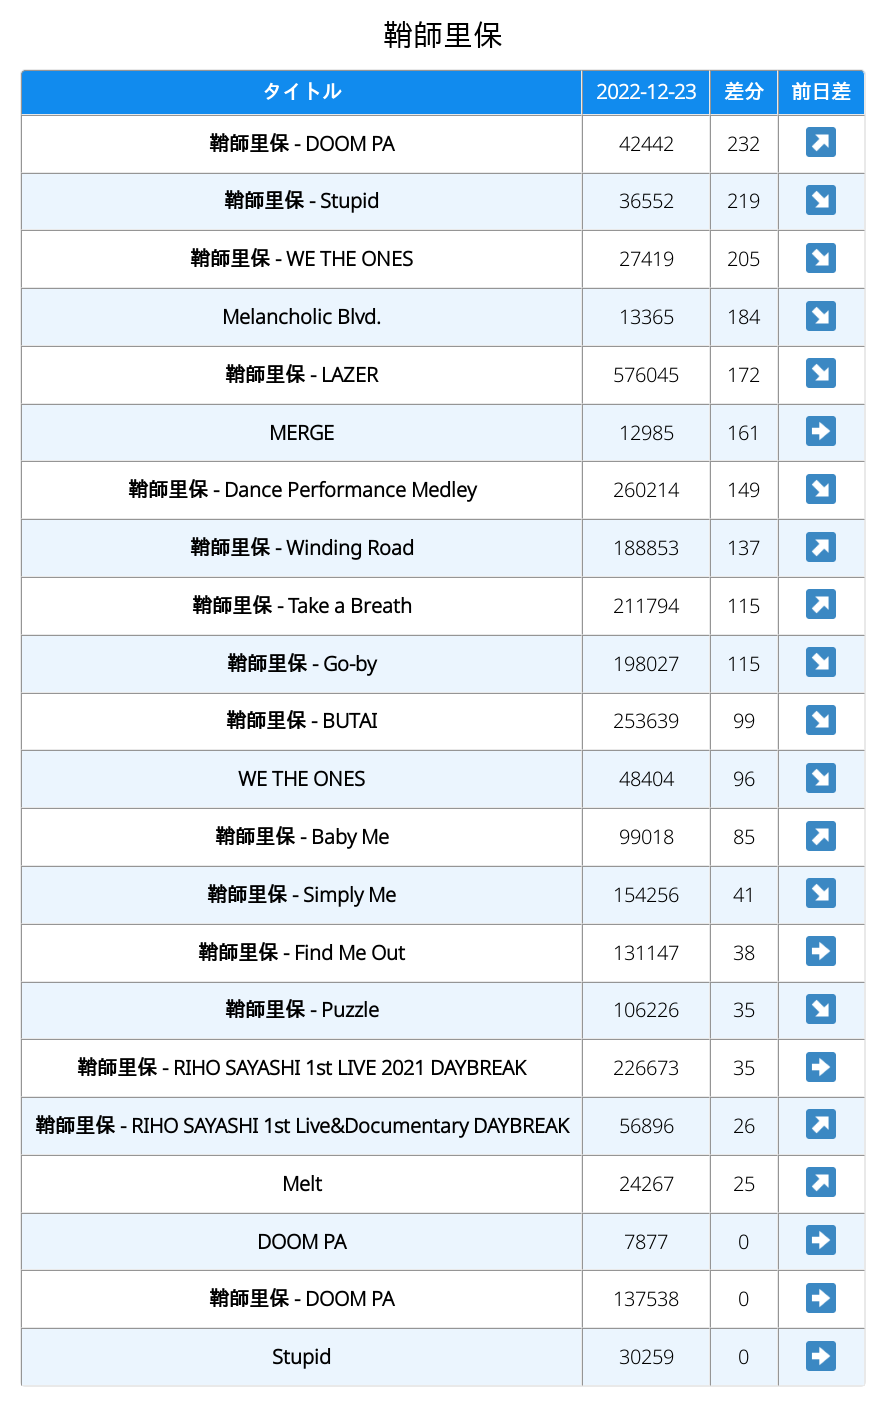 鞘師里保
タイトル 2022-12-23 差分 前日差
鞘師里保 - DOOM PA 42442 232 ↗
鞘師里保 - Stupid 36552 219 ↘
鞘師里保 - WE THE ONES 27419 205 ↘
Melancholic Blvd. 13365 184 ↘
鞘師里保 - LAZER 576045 172 ↘
MERGE 12985 161 ➡
鞘師里保 - Dance Performance Medley 260214 149 ↘
鞘師里保 - Winding Road 188853 137 ↗
鞘師里保 - Take a Breath 211794 115 ↗
鞘師里保 - Go-by 198027 115 ↘
鞘師里保 - BUTAI 253639 99 ↘
WE THE ONES 48404 96 ↘
鞘師里保 - Baby Me 99018 85 ↗
鞘師里保 - Simply Me 154256 41 ↘
鞘師里保 - Find Me Out 131147 38 ➡
鞘師里保 - Puzzle 106226 35 ↘
鞘師里保 - RIHO SAYASHI 1st LIVE 2021 DAYBREAK 226673 35 ➡
鞘師里保 - RIHO SAYASHI 1st Live&Documentary DAYBREAK 56896 26 ↗
Melt 24267 25 ↗
DOOM PA 7877 0 ➡
鞘師里保 - DOOM PA 137538 0 ➡
Stupid 30259 0 ➡